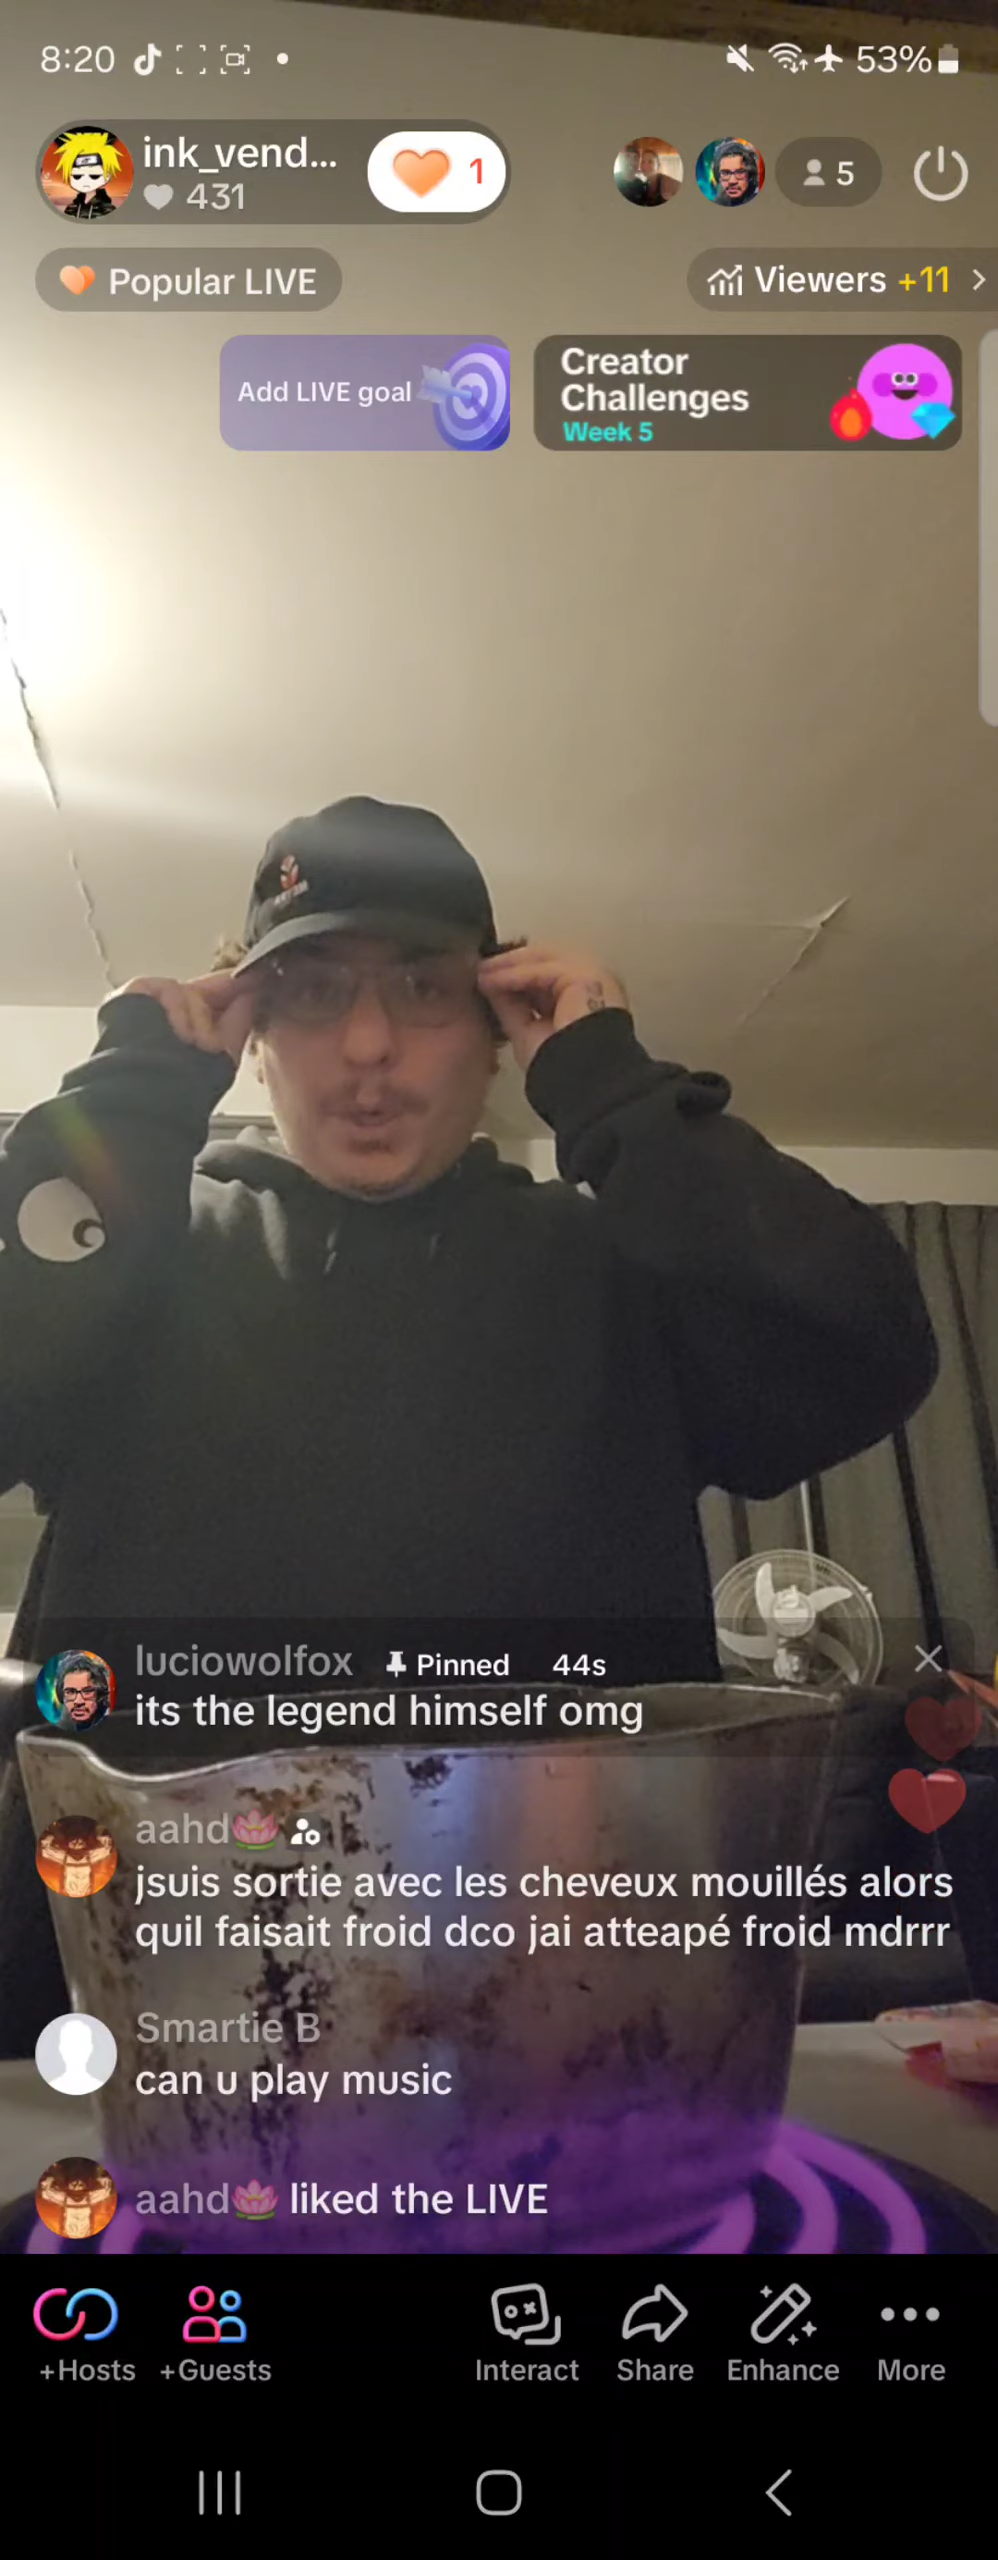 8:20
53%
ink_vend...
431
1
5
Popular LIVE
Viewers +11
Add LIVE goal
Creator
Challenges
Week 5
luciowolfox Pinned 44s
its the legend himself omg
aahd🪷
jsuis sortie avec les cheveux mouillés alors
quil faisait froid dco jai atteapé froid mdrrr
Smartie B
can u play music
aahd🪷 liked the LIVE
+Hosts
+Guests
Interact
Share
Enhance
More